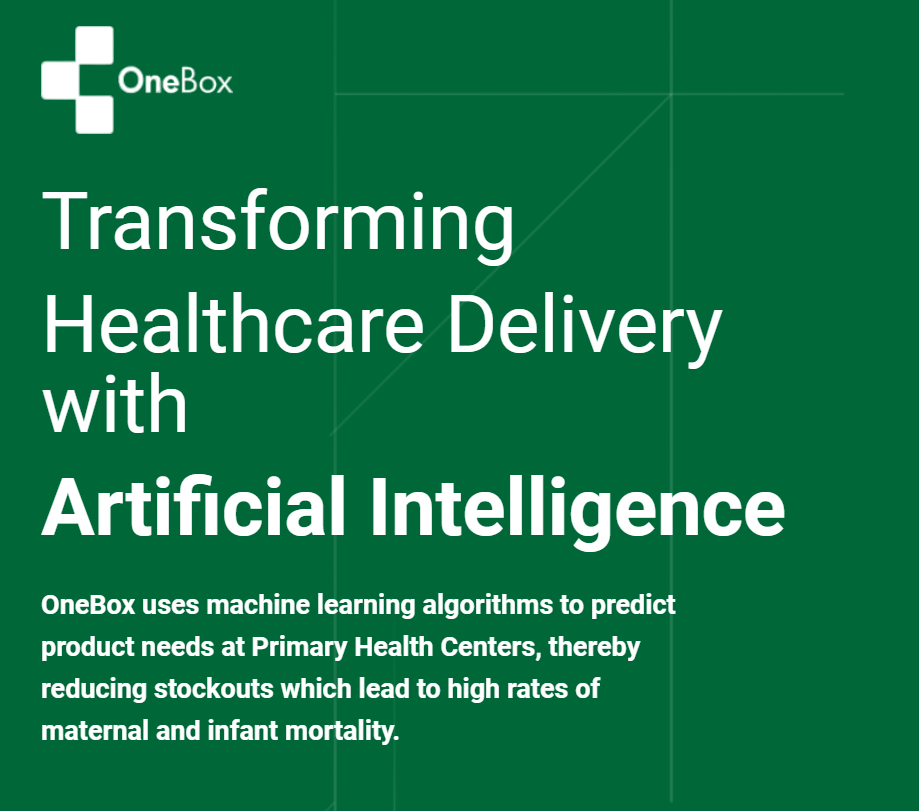 OneBox
Transforming
Healthcare Delivery
with
Artificial Intelligence
OneBox uses machine learning algorithms to predict
product needs at Primary Health Centers, thereby
reducing stockouts which lead to high rates of
maternal and infant mortality.